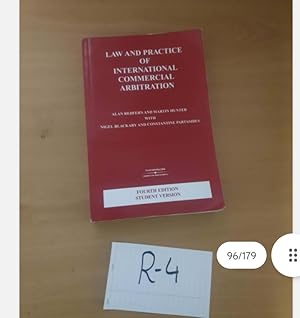 LAW AND PRACTICE
OF
INTERNATIONAL
COMMERCIAL
ARBITRATION
ALAN REDFERN AND MARTIN HUNTER
WITH
NIGEL BLACKABY AND CONSTANTINE PARTASIDES
FOURTH EDITION
STUDENT VERSION
R-4
96/179